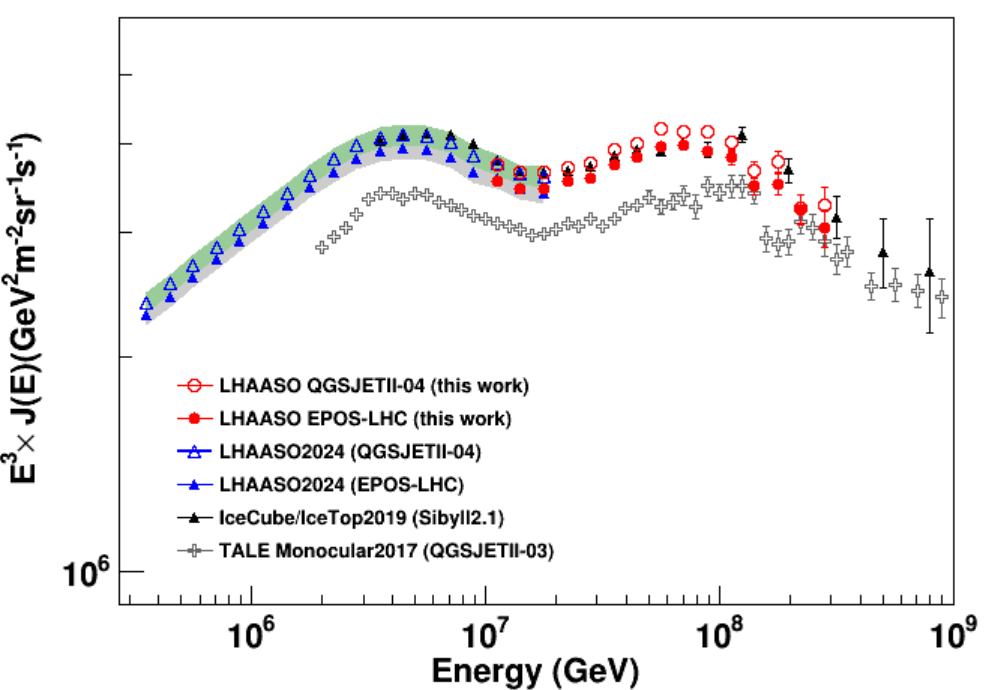 E³× J(E)(GeV²m⁻²sr⁻¹s⁻¹)
LHAASO QGSJETII-04 (this work)
LHAASO EPOS-LHC (this work)
LHAASO2024 (QGSJETII-04)
LHAASO2024 (EPOS-LHC)
IceCube/IceTop2019 (Sibyll2.1)
TALE Monocular2017 (QGSJETII-03)
10⁶
10⁶ 10⁷ 10⁸ 10⁹
Energy (GeV)